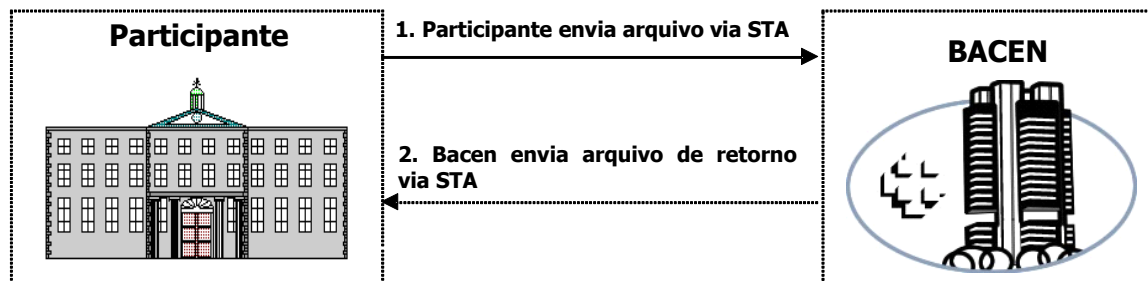 Participante
1. Participante envia arquivo via STA
BACEN
2. Bacen envia arquivo de retorno
via STA